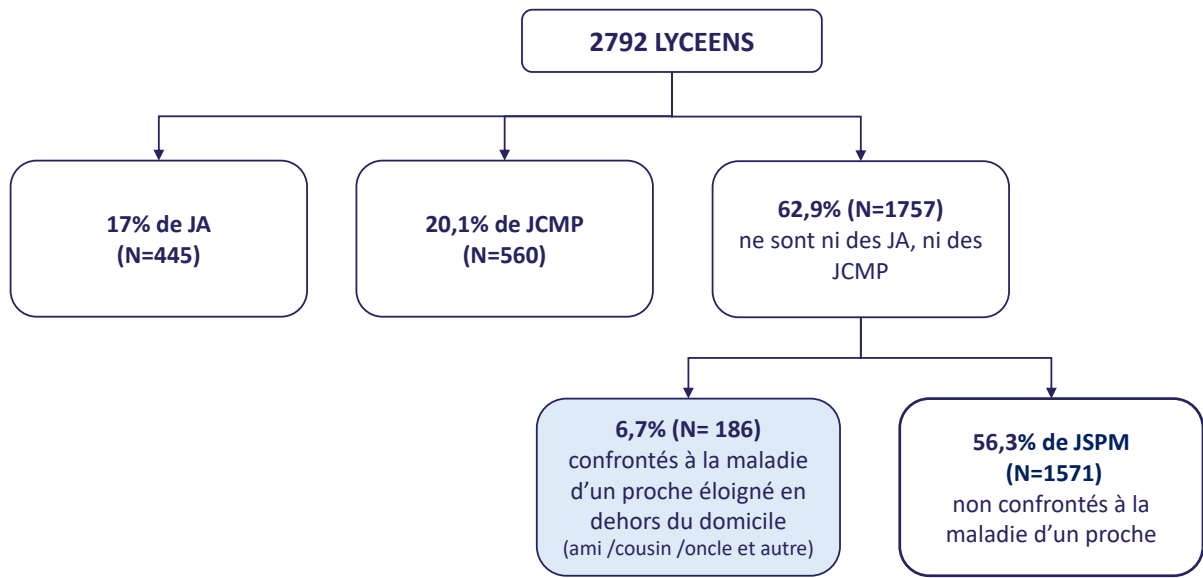 2792 LYCEENS
17% de JA
(N=445)
20,1% de JCMP
(N=560)
62,9% (N=1757)
ne sont ni des JA, ni des
JCMP
6,7% (N= 186)
confrontés à la maladie
d’un proche éloigné en
dehors du domicile
(ami /cousin /oncle et autre)
56,3% de JSPM
(N=1571)
non confrontés à la
maladie d’un proche